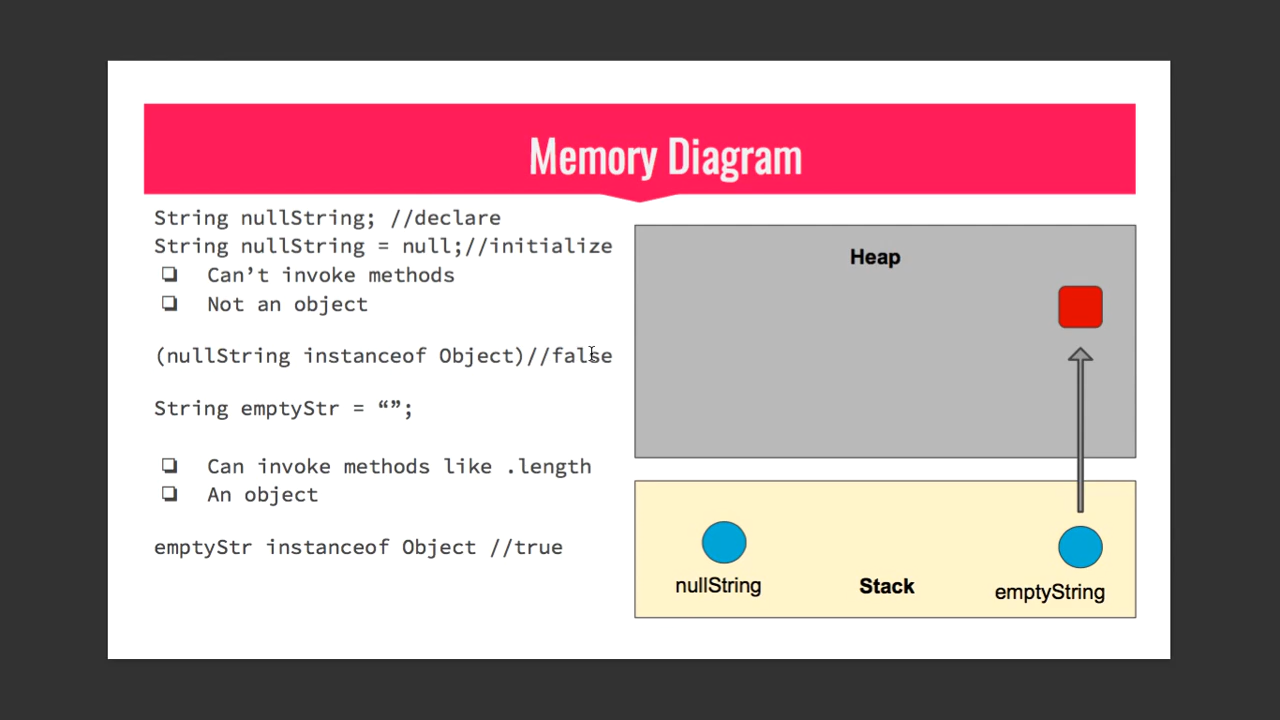 Memory Diagram
String nullString; //declare
String nullString = null;//initialize
❏ Can’t invoke methods
❏ Not an object
(nullString instanceof Object)//false
String emptyStr = “”;
❏ Can invoke methods like .length
❏ An object
emptyStr instanceof Object //true
Heap
nullString
Stack
emptyString